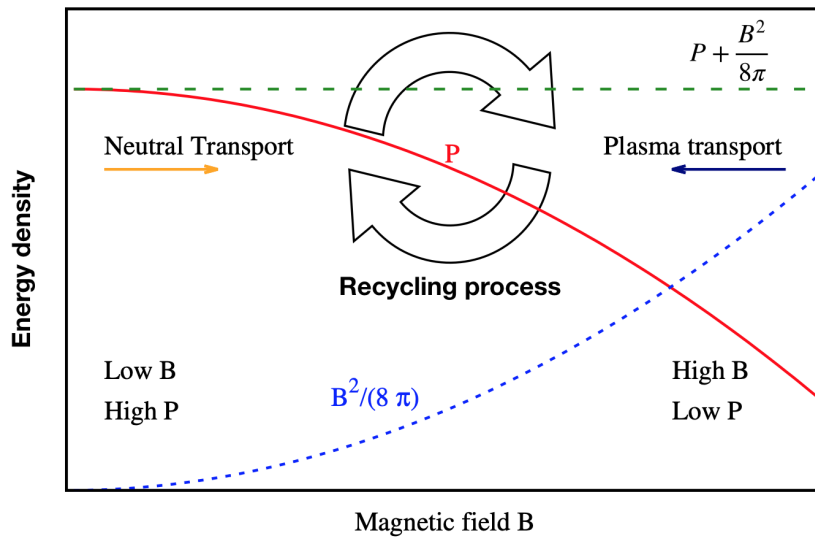 P + B²/8π
Neutral Transport
P
Plasma transport
Energy density
Recycling process
Low B
High P
B²/(8 π)
High B
Low P
Magnetic field B